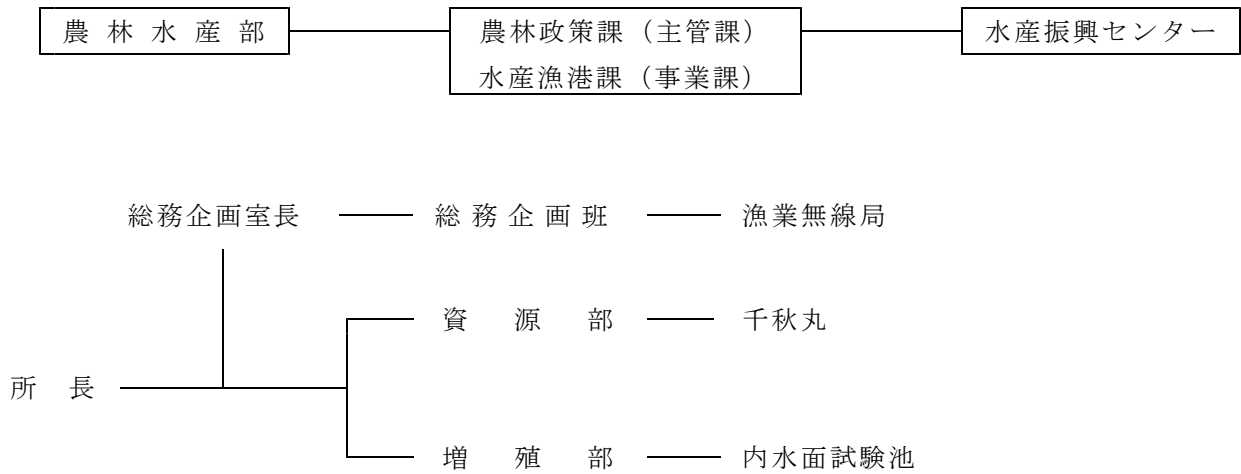 農林水産部
農林政策課（主管課）
水産漁港課（事業課）
水産振興センター
総務企画室長
総務企画班
漁業無線局
資源部
千秋丸
所長
増殖部
内水面試験池